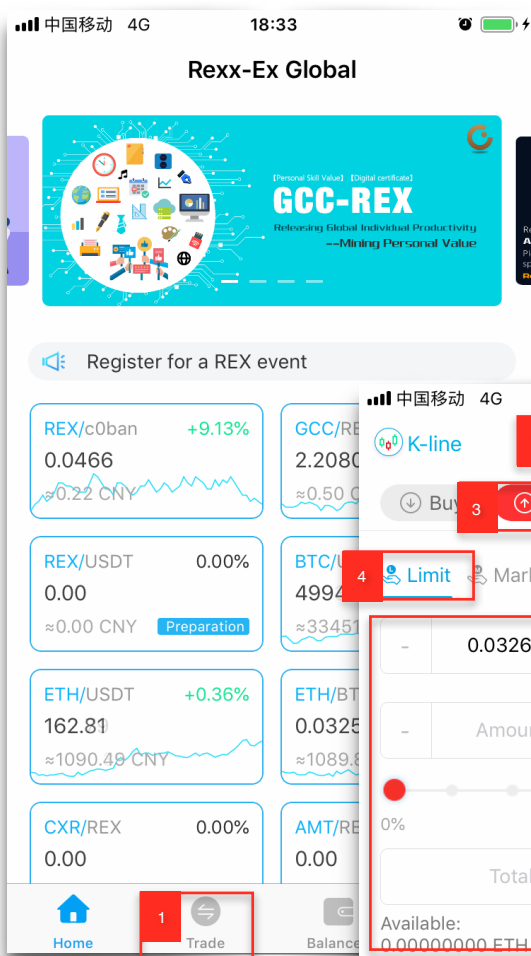 中国移动 4G 18:33
Rexx-Ex Global
【Personal Skill Value】【Digital certificate】
GCC-REX
Releasing Global Individual Productivity
--Mining Personal Value
Register for a REX event
REX/c0ban +9.13%
0.0466
≈0.22 CNY
GCC/RE
2.2080
≈0.50
REX/USDT 0.00%
0.00
≈0.00 CNY Preparation
BTC/
4994
≈33451
ETH/USDT +0.36%
162.81
≈1090.49 CNY
ETH/BT
0.0325
≈1089.8
CXR/REX 0.00%
0.00
AMT/RE
0.00
Home
1
Trade
Balance
中国移动 4G
K-line
Buy
3
4
Limit
Mar
- 0.0326
- Amou
0%
Total
Available:
0.00000000 ETH